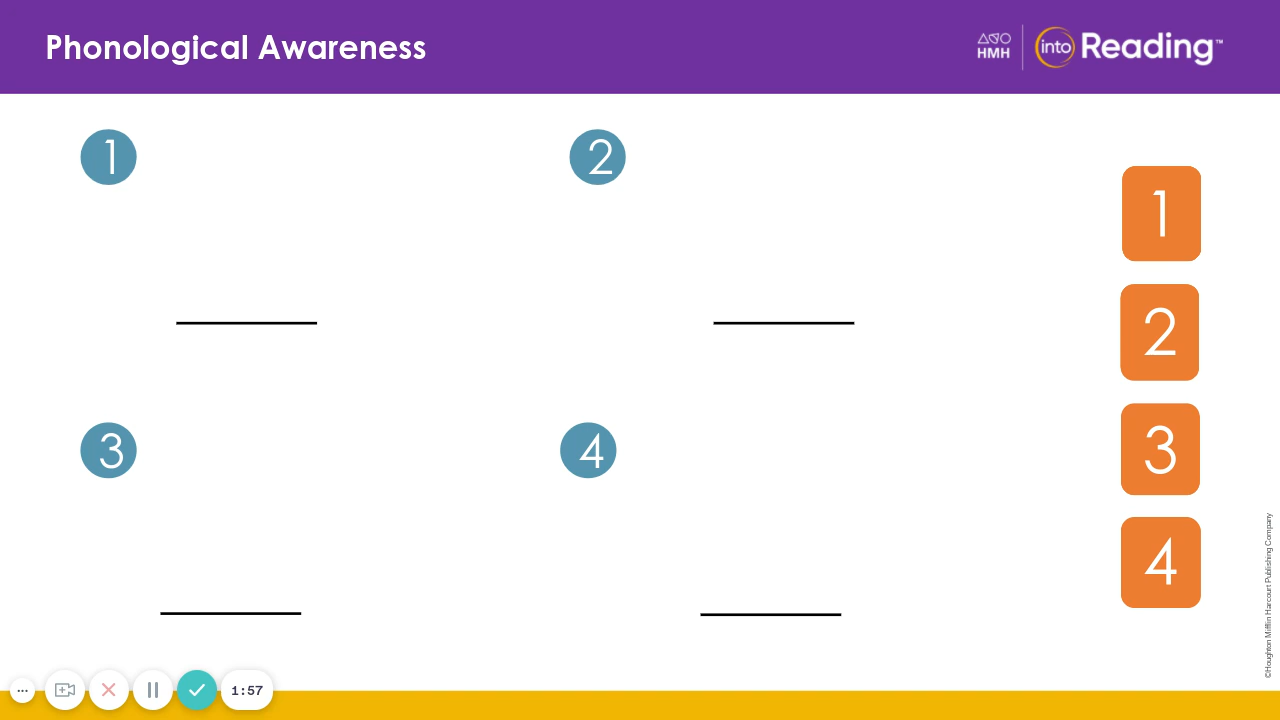 Phonological Awareness
HMH
into Reading™
1
2
3
4
1
2
3
4
©Houghton Mifflin Harcourt Publishing Company
1:57